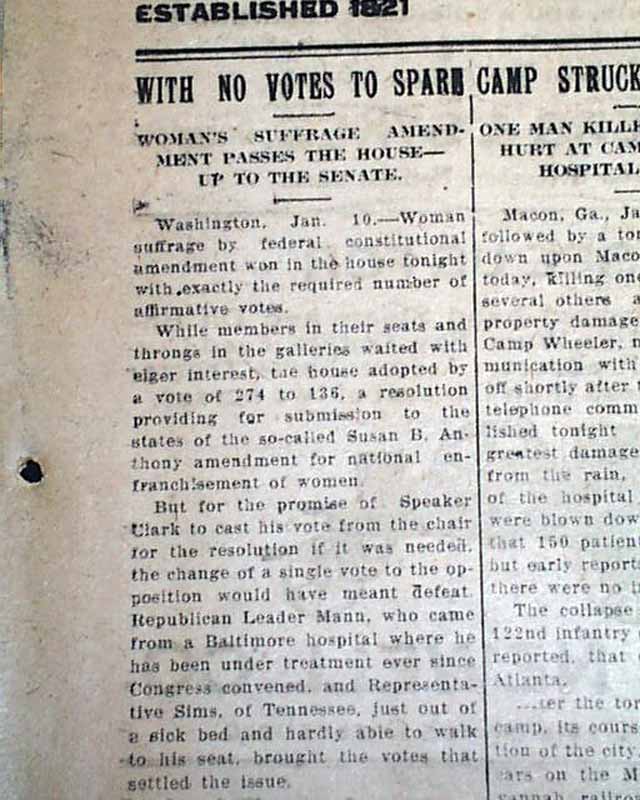 ESTABLISHED 1821
WITH NO VOTES TO SPARE
WOMAN'S SUFFRAGE AMEND-
MENT PASSES THE HOUSE—
UP TO THE SENATE.
Washington, Jan. 10.—Woman
suffrage by federal constitutional
amendment won in the house tonight
with exactly the required number of
affirmative votes.
While members in their seats and
throngs in the galleries waited with
eiger interest, the house adopted by
a vote of 274 to 136, a resolution
providing for submission to the
states of the so-called Susan B. An-
thony amendment for national en-
franchisement of women.
But for the promise of Speaker
Clark to cast his vote from the chair
for the resolution if it was needed,
the change of a single vote to the op-
position would have meant defeat.
Republican Leader Mann, who came
from a Baltimore hospital where he
has been under treatment ever since
Congress convened, and Representa-
tive Sims, of Tennessee, just out of
a sick bed and hardly able to walk
to his seat, brought the votes that
settled the issue.
CAMP STRUCK
ONE MAN KILLE
HURT AT CAM
HOSPITAL
Macon, Ga., Ja
followed by a tor
down upon Maco
today, killing one
several others a
property damage
Camp Wheeler, n
munication with
off shortly after
telephone comm
lished tonight
greatest damage
from the rain,
of the hospital
were blown dow
that 150 patient
but early report
there were no i
The collapse
122nd infantry
reported, that
Atlanta.
ter the tor
camp, its cours
tion of the city
ars on the M
vannah railroa